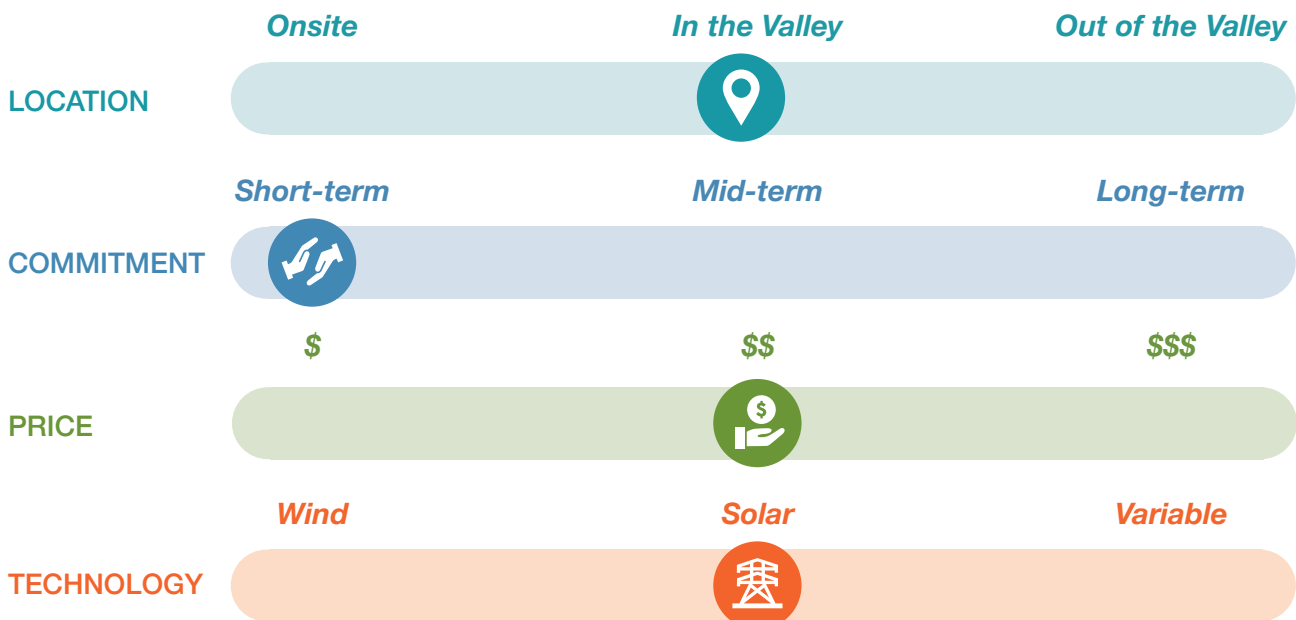 Onsite In the Valley Out of the Valley
LOCATION
Short-term Mid-term Long-term
COMMITMENT
$ $$ $$$
$
PRICE
Wind Solar Variable
TECHNOLOGY